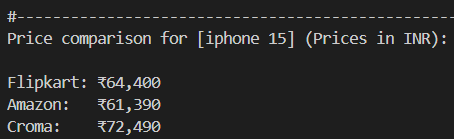 #------------------------------------------------
Price comparison for [iphone 15] (Prices in INR):
Flipkart: ₹64,400
Amazon: ₹61,390
Croma: ₹72,490